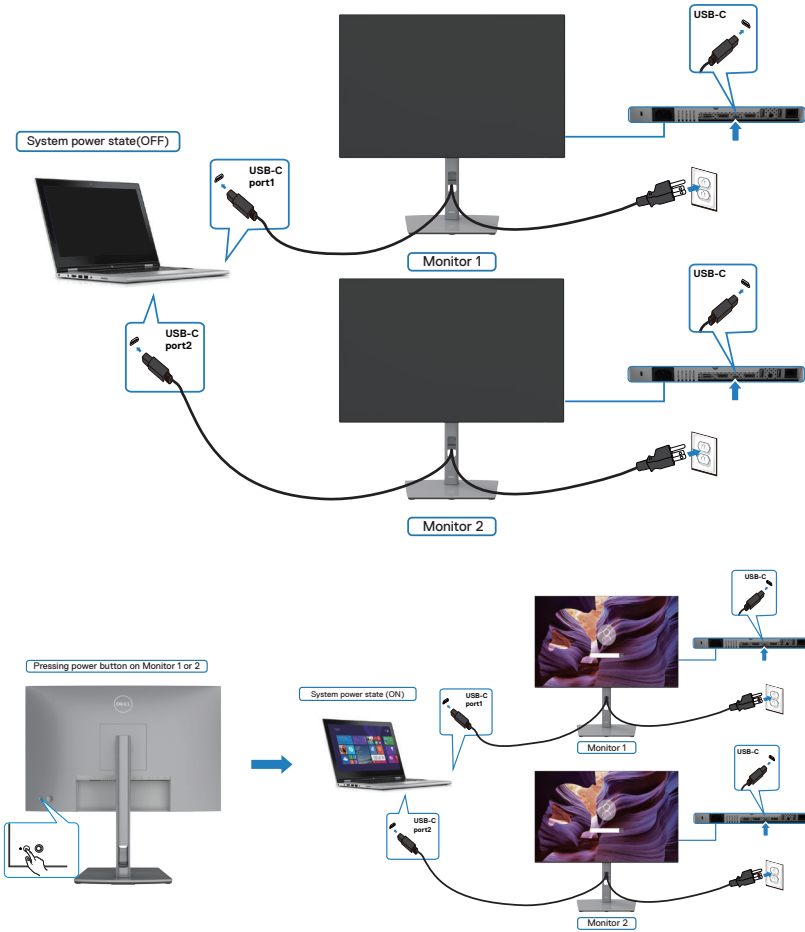 USB-C
System power state(OFF)
USB-C
port1
Monitor 1
USB-C
USB-C
port2
Monitor 2
USB-C
Pressing power button on Monitor 1 or 2
DELL
System power state (ON)
USB-C
port1
Monitor 1
USB-C
USB-C
port2
Monitor 2